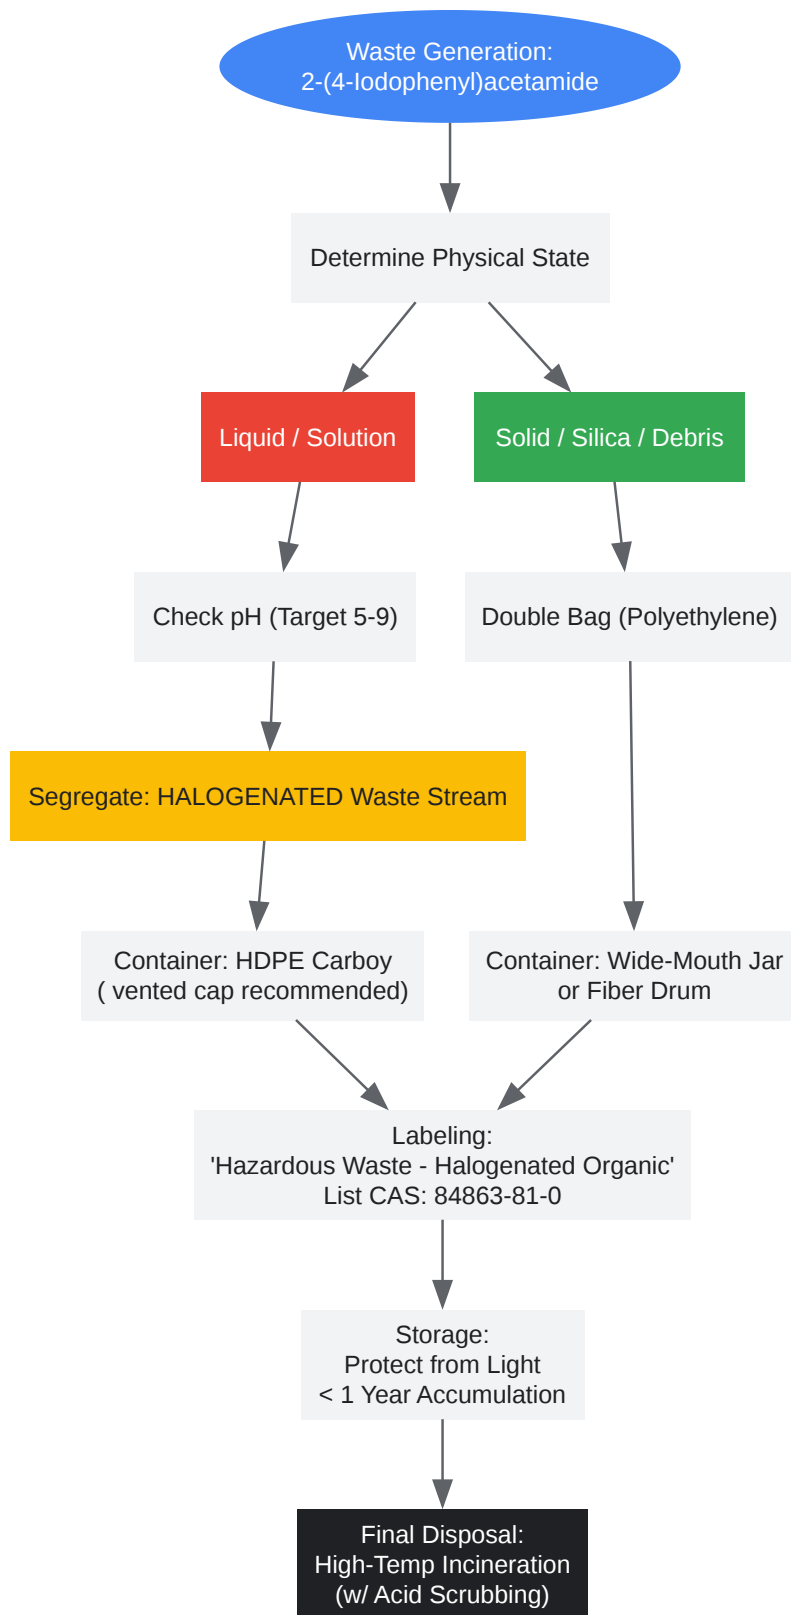 Waste Generation:
2-(4-Iodophenyl)acetamide
Determine Physical State
Liquid / Solution
Solid / Silica / Debris
Check pH (Target 5-9)
Double Bag (Polyethylene)
Segregate: HALOGENATED Waste Stream
Container: HDPE Carboy
( vented cap recommended)
Container: Wide-Mouth Jar
or Fiber Drum
Labeling:
'Hazardous Waste - Halogenated Organic'
List CAS: 84863-81-0
Storage:
Protect from Light
< 1 Year Accumulation
Final Disposal:
High-Temp Incineration
(w/ Acid Scrubbing)